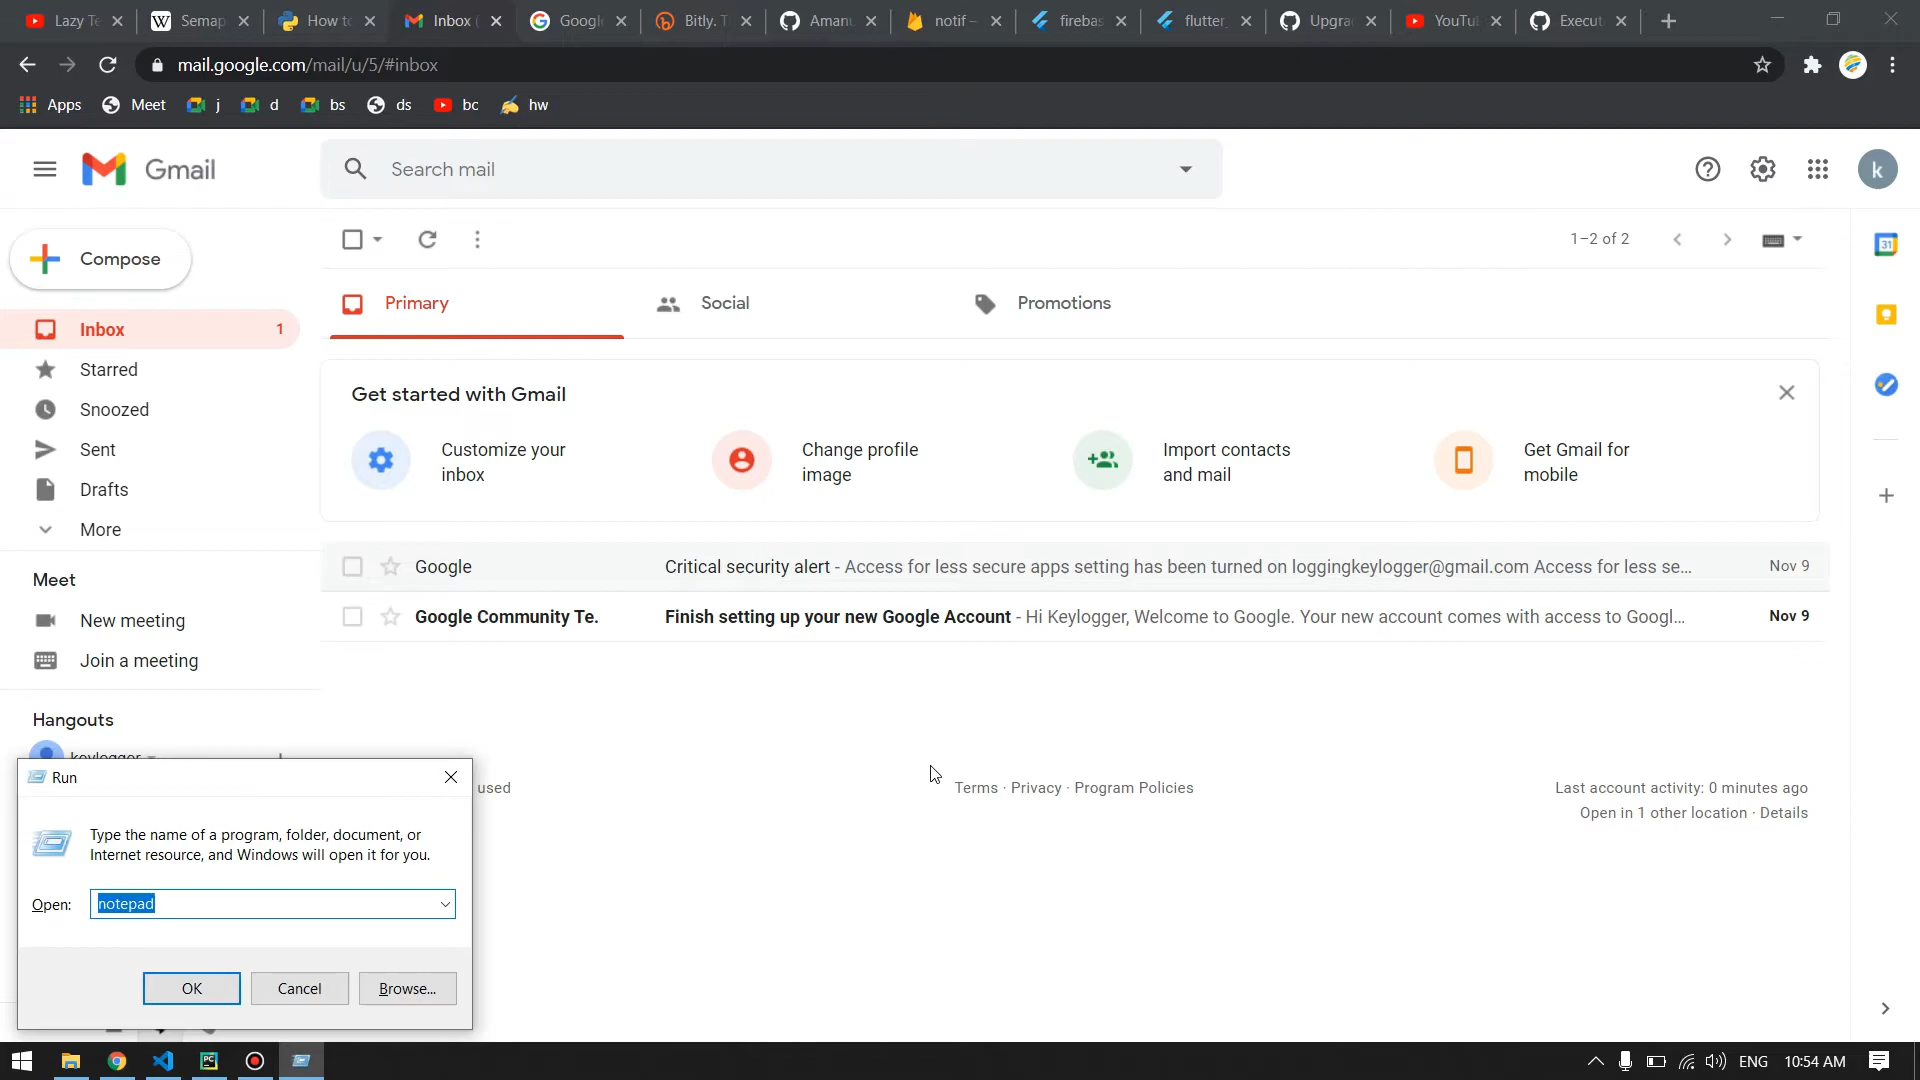 Lazy Te
Semap
How to
Inbox (
Google
Bitly. T
Amanu
notif –
firebas
flutter_
Upgra
YouTu
Execut
mail.google.com/mail/u/5/#inbox
Apps
Meet
j
d
bs
ds
bc
hw
Gmail
Search mail
k
Compose
1–2 of 2
31
Primary
Social
Promotions
Inbox 1
Starred
Snoozed
Sent
Drafts
More
Get started with Gmail
Customize your
inbox
Change profile
image
Import contacts
and mail
Get Gmail for
mobile
Google Critical security alert - Access for less secure apps setting has been turned on loggingkeylogger@gmail.com Access for less se... Nov 9
Google Community Te. Finish setting up your new Google Account - Hi Keylogger, Welcome to Google. Your new account comes with access to Googl... Nov 9
Meet
New meeting
Join a meeting
Hangouts
keylogger
used
Terms · Privacy · Program Policies
Last account activity: 0 minutes ago
Open in 1 other location · Details
Run
Type the name of a program, folder, document, or
Internet resource, and Windows will open it for you.
Open: notepad
OK
Cancel
Browse...
ENG
10:54 AM